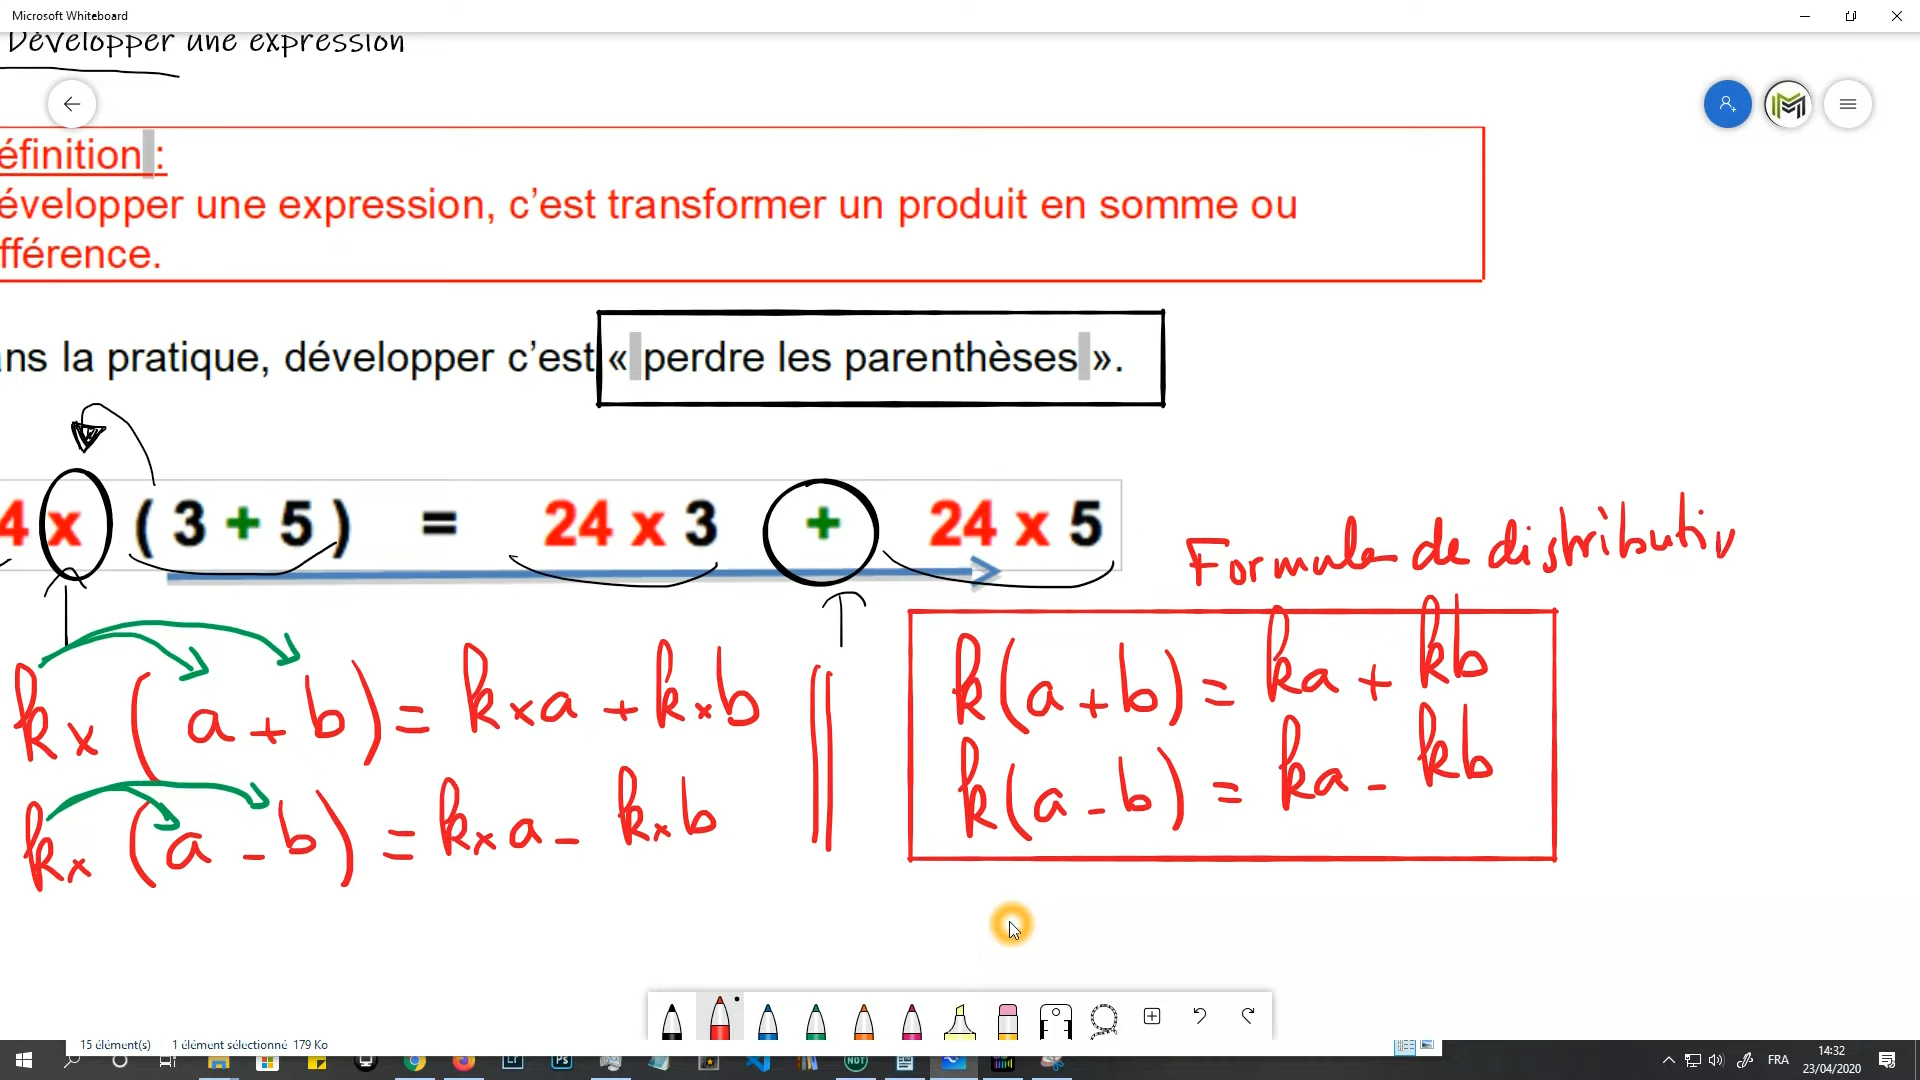 Microsoft Whiteboard
Développer une expression
éfinition :
évelopper une expression, c’est transformer un produit en somme ou
fférence.
ns la pratique, développer c’est « perdre les parenthèses ».
4 x ( 3 + 5 ) = 24 x 3 + 24 x 5
Formule de distributiv
k x ( a + b ) = k x a + k x b
k x ( a - b ) = k x a - k x b
k ( a + b ) = ka + kb
k ( a - b ) = ka - kb
15 élément(s) 1 élément sélectionné 179 Ko
FRA
14:32
23/04/2020